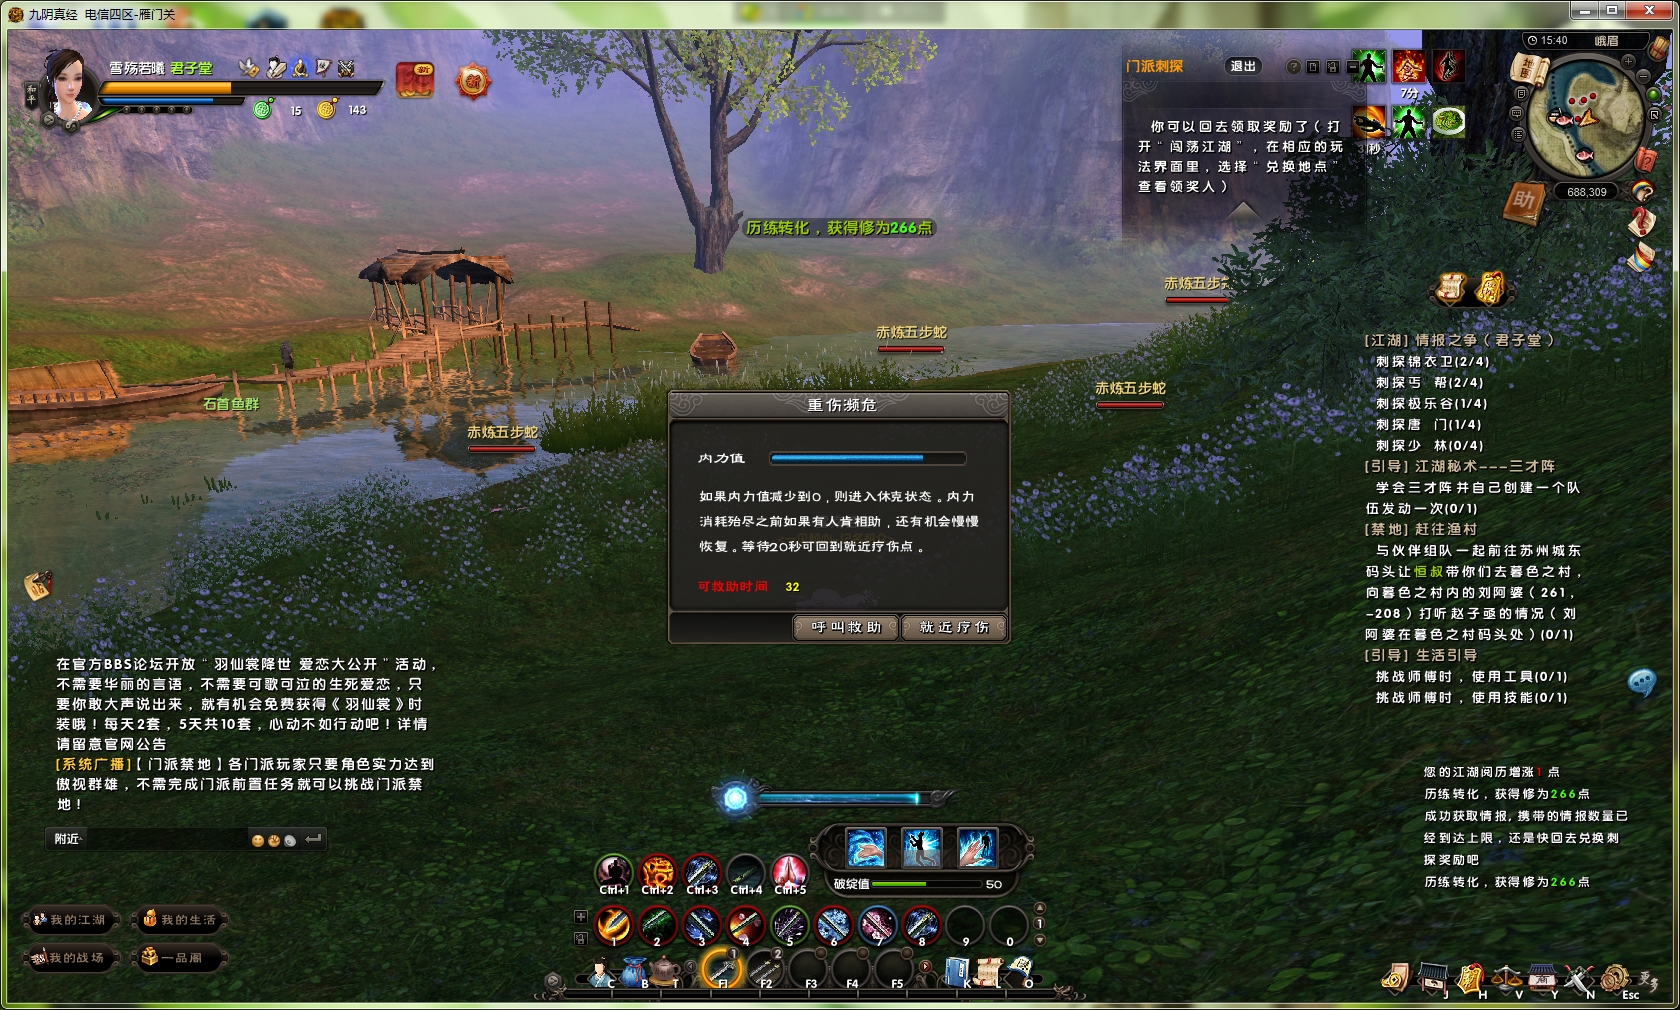 九阴真经 电信四区-雁门关
雪殇若曦 君子堂
和平
15
143
新
门派刺探
退出
你可以回去领取奖励了（打
开“闯荡江湖”，在相应的玩
法界面里，选择“兑换地点”
查看领奖人）
7分
15:40
峨眉
地图
688,309
助
历练转化，获得修为266点
赤炼五步蛇
赤炼五步蛇
赤炼五步蛇
赤炼五步蛇
石首鱼群
重伤濒危
内力值
如果内力值减少到0，则进入休克状态。内力
消耗殆尽之前如果有人肯相助，还有机会慢慢
恢复。等待20秒可回到就近疗伤点。
可救助时间 32
呼叫救助
就近疗伤
[江湖] 情报之争（君子堂）
刺探锦衣卫(2/4)
刺探丐 帮(2/4)
刺探极乐谷(1/4)
刺探唐 门(1/4)
刺探少 林(0/4)
[引导] 江湖秘术---三才阵
学会三才阵并自己创建一个队
伍发动一次(0/1)
[禁地] 赶往渔村
与伙伴组队一起前往苏州城东
码头让恒叔带你们去暮色之村，
向暮色之村内的刘阿婆（261，
-208）打听赵子亟的情况（刘
阿婆在暮色之村码头处）(0/1)
[引导] 生活引导
挑战师傅时，使用工具(0/1)
挑战师傅时，使用技能(0/1)
在官方BBS论坛开放“羽仙裳降世 爱恋大公开”活动，
不需要华丽的言语，不需要可歌可泣的生死爱恋，只
要你敢大声说出来，就有机会免费获得《羽仙裳》时
装哦！每天2套，5天共10套，心动不如行动吧！详情
请留意官网公告
[系统广播]【门派禁地】各门派玩家只要角色实力达到
傲视群雄，不需完成门派前置任务就可以挑战门派禁
地！
附近
您的江湖阅历增涨1 点
历练转化，获得修为266点
成功获取情报, 携带的情报数量已
经到达上限，还是快回去兑换刺
探奖励吧
历练转化，获得修为266点
破绽值
50
Ctrl+1 Ctrl+2 Ctrl+3 Ctrl+4 Ctrl+5
1 2 3 4 5 6 7 8 9 0
1
我的江湖
我的生活
我的战场
一品阁
C B T F1 F2 F3 F4 F5 K L O
1 2
J H V Y N Esc
更多